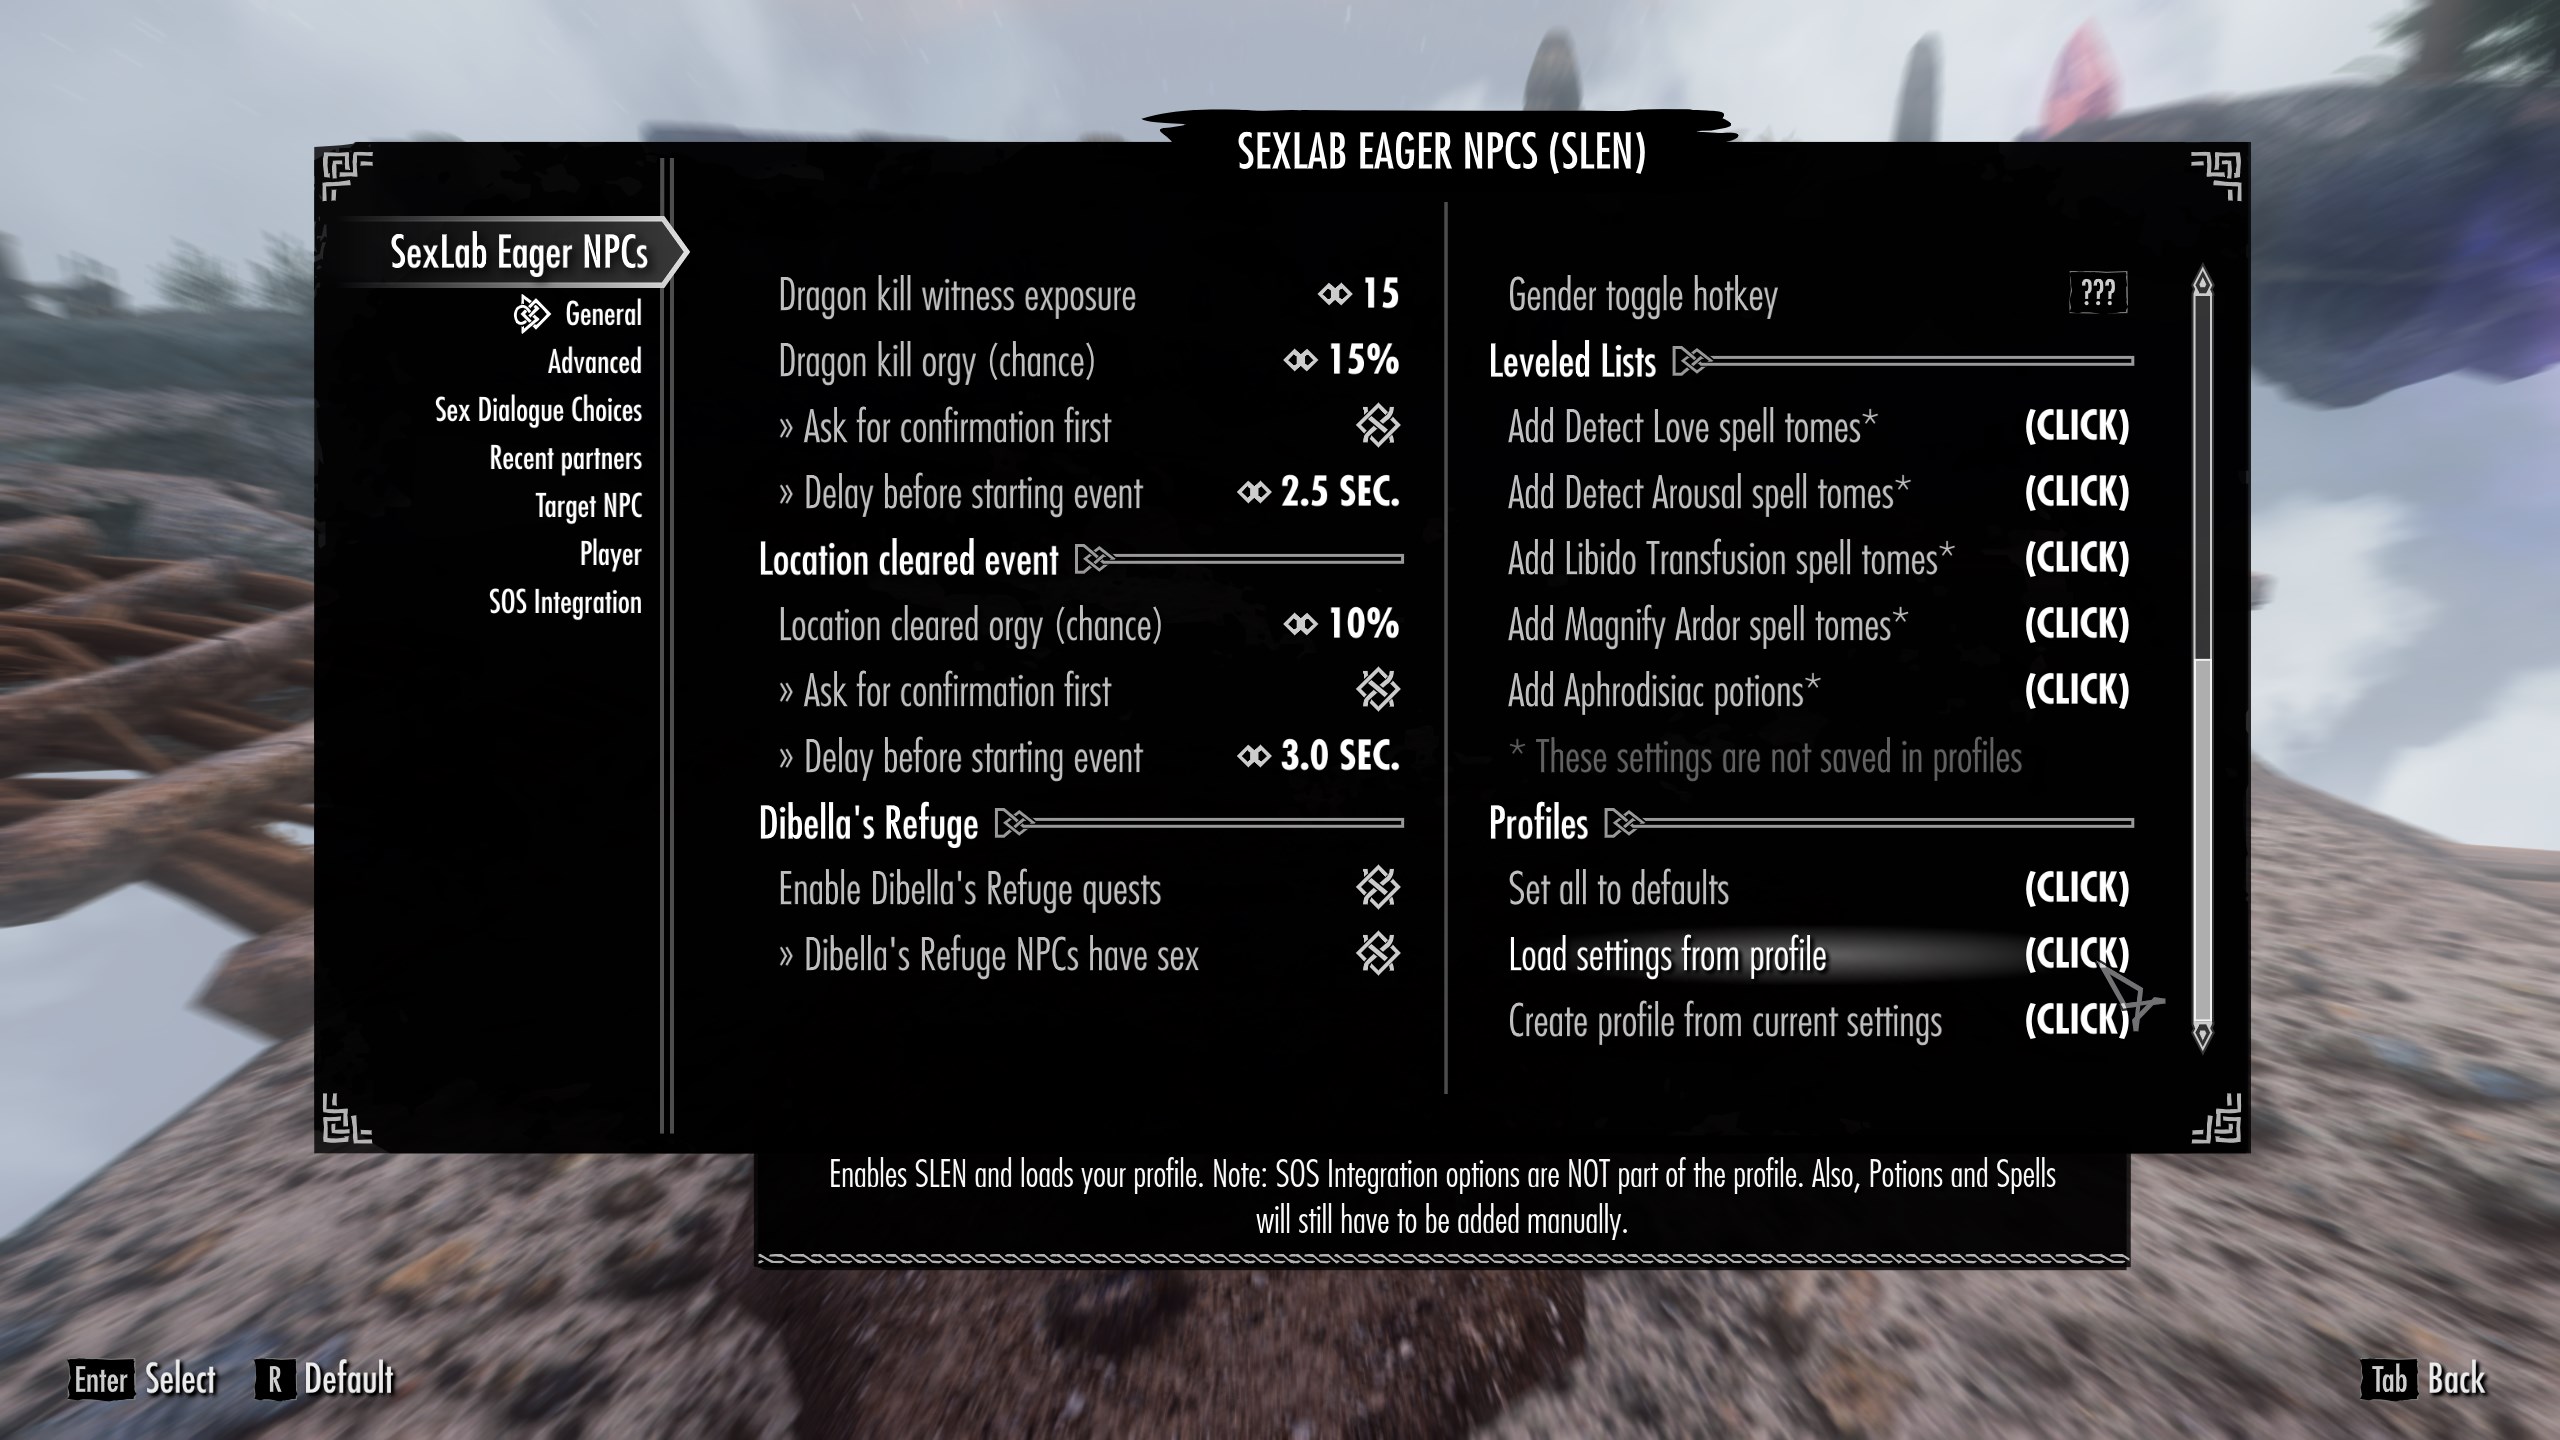 SEXLAB EAGER NPCS (SLEN)
SexLab Eager NPCs
General
Advanced
Sex Dialogue Choices
Recent partners
Target NPC
Player
SOS Integration
Dragon kill witness exposure 15
Dragon kill orgy (chance) 15%
» Ask for confirmation first
» Delay before starting event 2.5 SEC.
Location cleared event
Location cleared orgy (chance) 10%
» Ask for confirmation first
» Delay before starting event 3.0 SEC.
Dibella's Refuge
Enable Dibella's Refuge quests
» Dibella's Refuge NPCs have sex
Gender toggle hotkey ???
Leveled Lists
Add Detect Love spell tomes* (CLICK)
Add Detect Arousal spell tomes* (CLICK)
Add Libido Transfusion spell tomes* (CLICK)
Add Magnify Ardor spell tomes* (CLICK)
Add Aphrodisiac potions* (CLICK)
* These settings are not saved in profiles
Profiles
Set all to defaults (CLICK)
Load settings from profile (CLICK)
Create profile from current settings (CLICK)
Enables SLEN and loads your profile. Note: SOS Integration options are NOT part of the profile. Also, Potions and Spells
will still have to be added manually.
Enter Select R Default
Tab Back